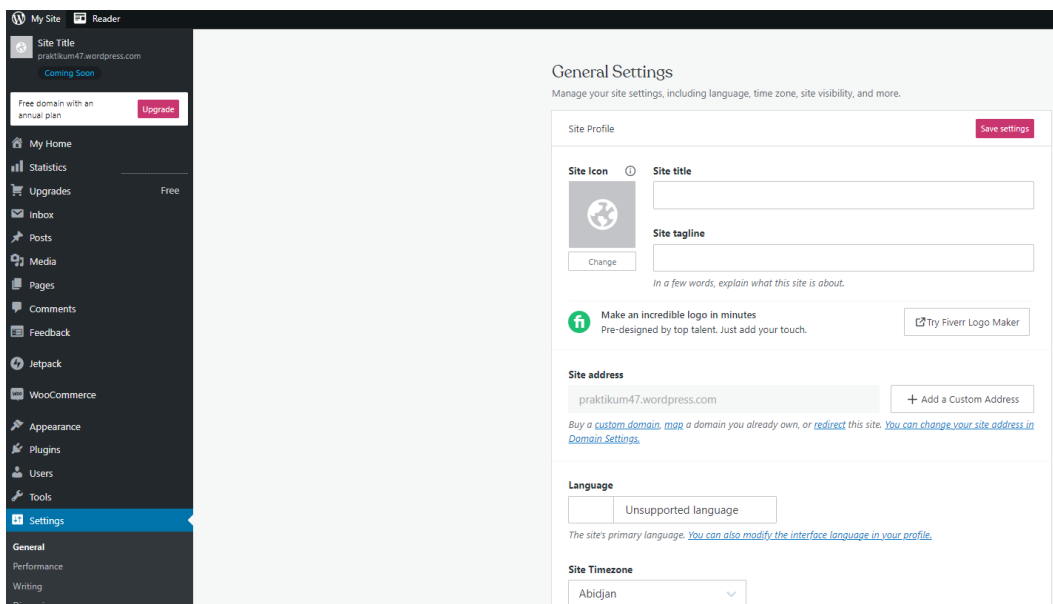 My Site Reader
Site Title
praktikum47.wordpress.com
Coming Soon
Free domain with an
annual plan
Upgrade
My Home
Statistics
Upgrades Free
Inbox
Posts
Media
Pages
Comments
Feedback
Jetpack
WooCommerce
Appearance
Plugins
Users
Tools
Settings
General
Performance
Writing
General Settings
Manage your site settings, including language, time zone, site visibility, and more.
Site Profile Save settings
Site Icon
Change
Site title
Site tagline
In a few words, explain what this site is about.
fi
Make an incredible logo in minutes
Pre-designed by top talent. Just add your touch.
Try Fiverr Logo Maker
Site address
praktikum47.wordpress.com + Add a Custom Address
Buy a custom domain, map a domain you already own, or redirect this site. You can change your site address in
Domain Settings.
Language
Unsupported language
The site's primary language. You can also modify the interface language in your profile.
Site Timezone
Abidjan